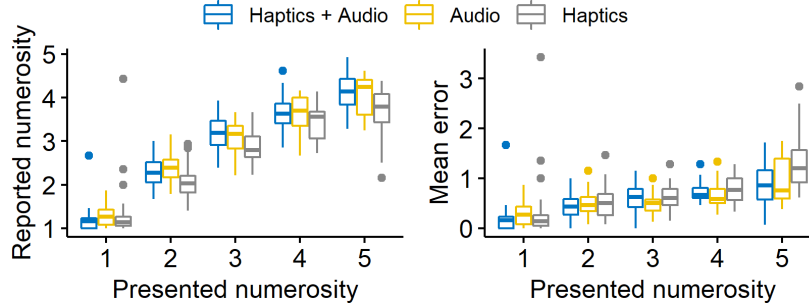 Haptics + Audio Audio Haptics
Reported numerosity
5
4
3
2
1
1 2 3 4 5
Presented numerosity
Mean error
3
2
1
0
1 2 3 4 5
Presented numerosity